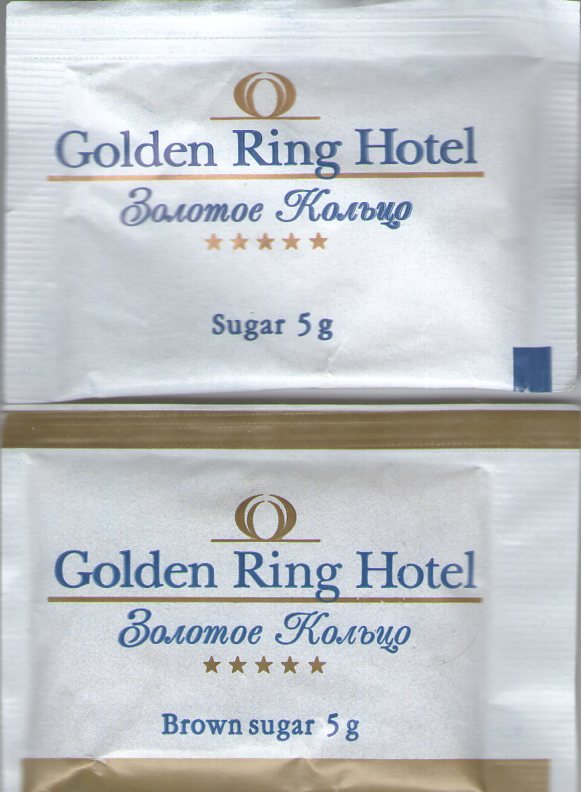 Golden Ring Hotel
Золотое Кольцо
Sugar 5 g
Golden Ring Hotel
Золотое Кольцо
Brown sugar 5 g